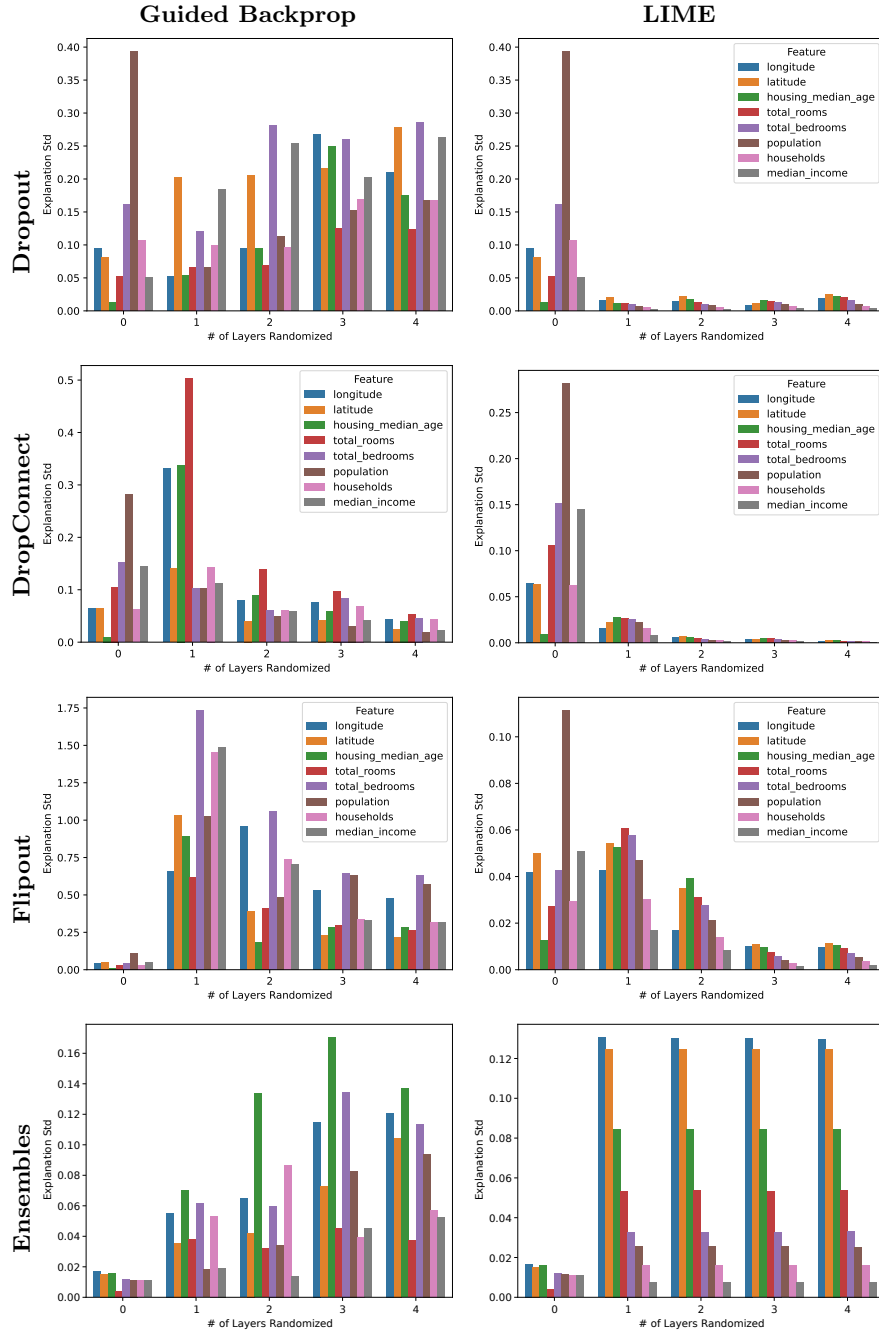 Guided Backprop
LIME
Dropout
0.40
0.35
0.30
0.25
0.20
0.15
0.10
0.05
0.00
Explanation Std
0 1 2 3 4
# of Layers Randomized
0.40
0.35
0.30
0.25
0.20
0.15
0.10
0.05
0.00
Explanation Std
Feature
longitude
latitude
housing_median_age
total_rooms
total_bedrooms
population
households
median_income
0 1 2 3 4
# of Layers Randomized
DropConnect
0.5
0.4
0.3
0.2
0.1
0.0
Explanation Std
Feature
longitude
latitude
housing_median_age
total_rooms
total_bedrooms
population
households
median_income
0 1 2 3 4
# of Layers Randomized
0.25
0.20
0.15
0.10
0.05
0.00
Explanation Std
Feature
longitude
latitude
housing_median_age
total_rooms
total_bedrooms
population
households
median_income
0 1 2 3 4
# of Layers Randomized
Flipout
1.75
1.50
1.25
1.00
0.75
0.50
0.25
0.00
Explanation Std
Feature
longitude
latitude
housing_median_age
total_rooms
total_bedrooms
population
households
median_income
0 1 2 3 4
# of Layers Randomized
0.10
0.08
0.06
0.04
0.02
0.00
Explanation Std
Feature
longitude
latitude
housing_median_age
total_rooms
total_bedrooms
population
households
median_income
0 1 2 3 4
# of Layers Randomized
Ensembles
0.16
0.14
0.12
0.10
0.08
0.06
0.04
0.02
0.00
Explanation Std
0 1 2 3 4
# of Layers Randomized
0.12
0.10
0.08
0.06
0.04
0.02
0.00
Explanation Std
0 1 2 3 4
# of Layers Randomized